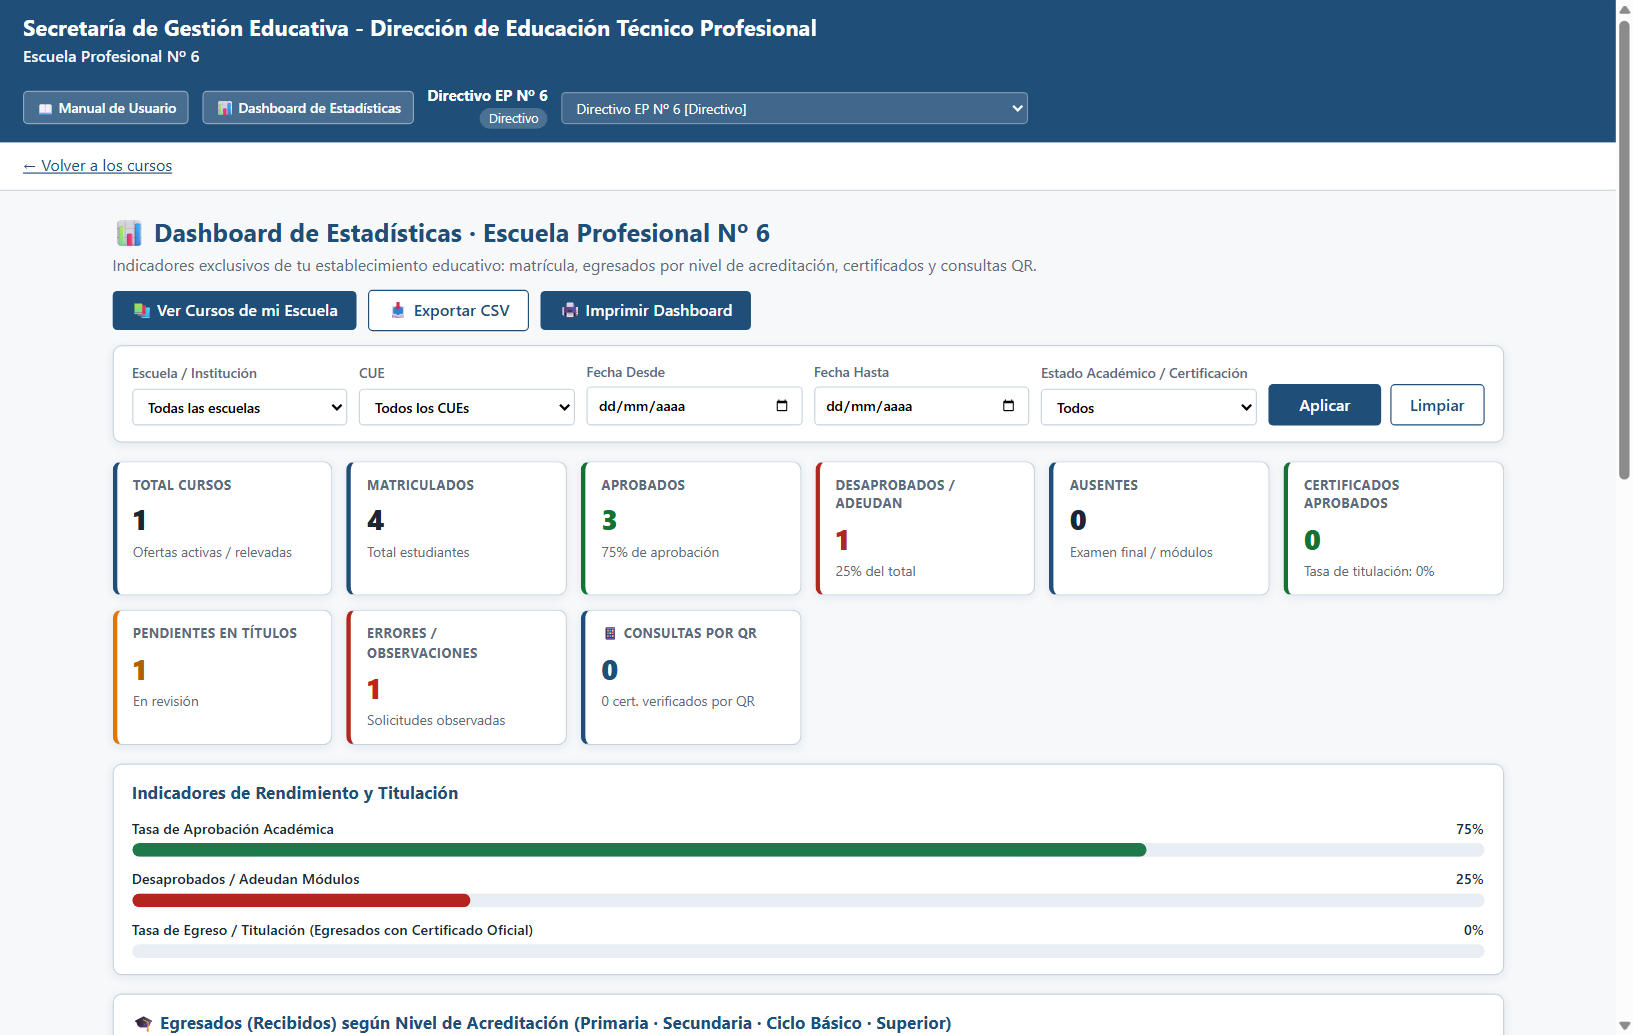 Secretaría de Gestión Educativa - Dirección de Educación Técnico Profesional
Escuela Profesional Nº 6
Manual de Usuario
Dashboard de Estadísticas
Directivo EP Nº 6
Directivo
Directivo EP Nº 6 [Directivo]
← Volver a los cursos
Dashboard de Estadísticas · Escuela Profesional Nº 6
Indicadores exclusivos de tu establecimiento educativo: matrícula, egresados por nivel de acreditación, certificados y consultas QR.
Ver Cursos de mi Escuela
Exportar CSV
Imprimir Dashboard
Escuela / Institución
Todas las escuelas
CUE
Todos los CUEs
Fecha Desde
dd/mm/aaaa
Fecha Hasta
dd/mm/aaaa
Estado Académico / Certificación
Todos
Aplicar
Limpiar
TOTAL CURSOS
1
Ofertas activas / relevadas
MATRICULADOS
4
Total estudiantes
APROBADOS
3
75% de aprobación
DESAPROBADOS /
ADEUDAN
1
25% del total
AUSENTES
0
Examen final / módulos
CERTIFICADOS
APROBADOS
0
Tasa de titulación: 0%
PENDIENTES EN TÍTULOS
1
En revisión
ERRORES /
OBSERVACIONES
1
Solicitudes observadas
CONSULTAS POR QR
0
0 cert. verificados por QR
Indicadores de Rendimiento y Titulación
Tasa de Aprobación Académica 75%
Desaprobados / Adeudan Módulos 25%
Tasa de Egreso / Titulación (Egresados con Certificado Oficial) 0%
Egresados (Recibidos) según Nivel de Acreditación (Primaria · Secundaria · Ciclo Básico · Superior)